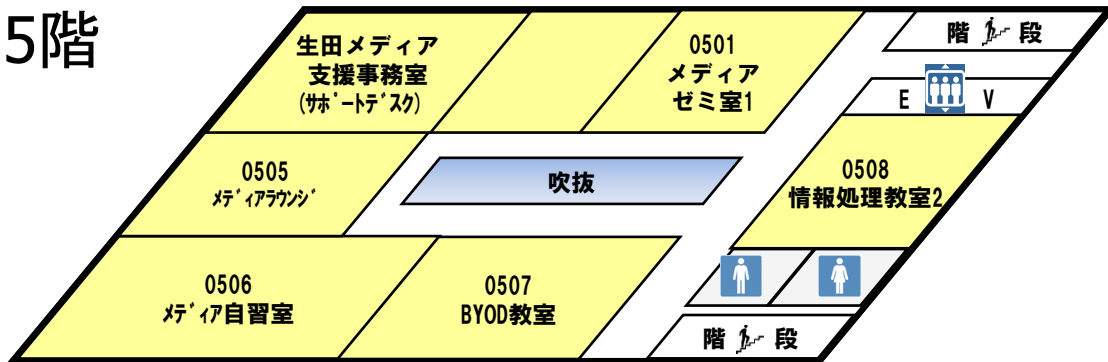 5階
生田メディア
支援事務室
(ｻﾎﾟｰﾄﾃﾞｽｸ)
0501
メディア
ゼミ室1
階段
E V
0505
ﾒﾃﾞｨｱﾗｳﾝｼﾞ
吹抜
0508
情報処理教室2
0506
ﾒﾃﾞｨｱ自習室
0507
BYOD教室
階段